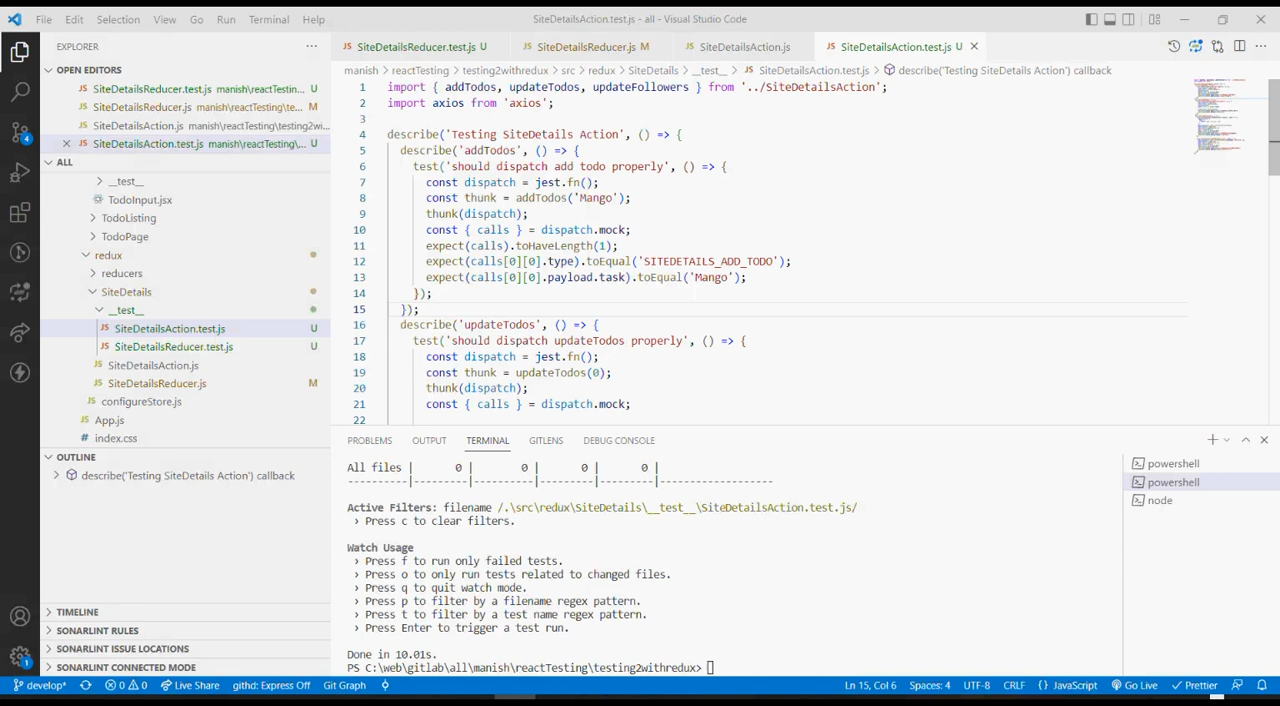 File Edit Selection View Go Run Terminal Help
SiteDetailsAction.test.js - all - Visual Studio Code
EXPLORER
OPEN EDITORS
SiteDetailsReducer.test.js manish\reactTestin... U
SiteDetailsReducer.js manish\reactTesting\te... M
SiteDetailsAction.js manish\reactTesting\testing2wi...
SiteDetailsAction.test.js manish\reactTesting\... U
ALL
__test__
TodoInput.jsx
TodoListing
TodoPage
redux
reducers
SiteDetails
__test__
SiteDetailsAction.test.js U
SiteDetailsReducer.test.js U
SiteDetailsAction.js
SiteDetailsReducer.js M
configureStore.js
App.js
index.css
OUTLINE
describe('Testing SiteDetails Action') callback
TIMELINE
SONARLINT RULES
SONARLINT ISSUE LOCATIONS
SONARLINT CONNECTED MODE
SiteDetailsReducer.test.js U SiteDetailsReducer.js M SiteDetailsAction.js SiteDetailsAction.test.js U
manish > reactTesting > testing2withredux > src > redux > SiteDetails > __test__ > SiteDetailsAction.test.js > describe('Testing SiteDetails Action') callback
1 import { addTodos, updateTodos, updateFollowers } from '../SiteDetailsAction';
2 import axios from 'axios';
3
4 describe('Testing SiteDetails Action', () => {
5 describe('addTodos', () => {
6 test('should dispatch add todo properly', () => {
7 const dispatch = jest.fn();
8 const thunk = addTodos('Mango');
9 thunk(dispatch);
10 const { calls } = dispatch.mock;
11 expect(calls).toHaveLength(1);
12 expect(calls[0][0].type).toEqual('SITEDETAILS_ADD_TODO');
13 expect(calls[0][0].payload.task).toEqual('Mango');
14 });
15 });
16 describe('updateTodos', () => {
17 test('should dispatch updateTodos properly', () => {
18 const dispatch = jest.fn();
19 const thunk = updateTodos(0);
20 thunk(dispatch);
21 const { calls } = dispatch.mock;
22
PROBLEMS OUTPUT TERMINAL GITLENS DEBUG CONSOLE
All files | 0 | 0 | 0 | 0 |
----------|---------|----------|---------|---------|-------------------
Active Filters: filename /.\src\redux\SiteDetails\__test__\SiteDetailsAction.test.js/
› Press c to clear filters.
Watch Usage
› Press f to run only failed tests.
› Press o to only run tests related to changed files.
› Press q to quit watch mode.
› Press p to filter by a filename regex pattern.
› Press t to filter by a test name regex pattern.
› Press Enter to trigger a test run.
Done in 10.01s.
PS C:\web\gitlab\all\manish\reactTesting\testing2withredux>
powershell
powershell
node
4
1
develop* 0 0 Live Share githd: Express Off Git Graph Ln 15, Col 6 Spaces: 4 UTF-8 CRLF { } JavaScript Go Live Prettier